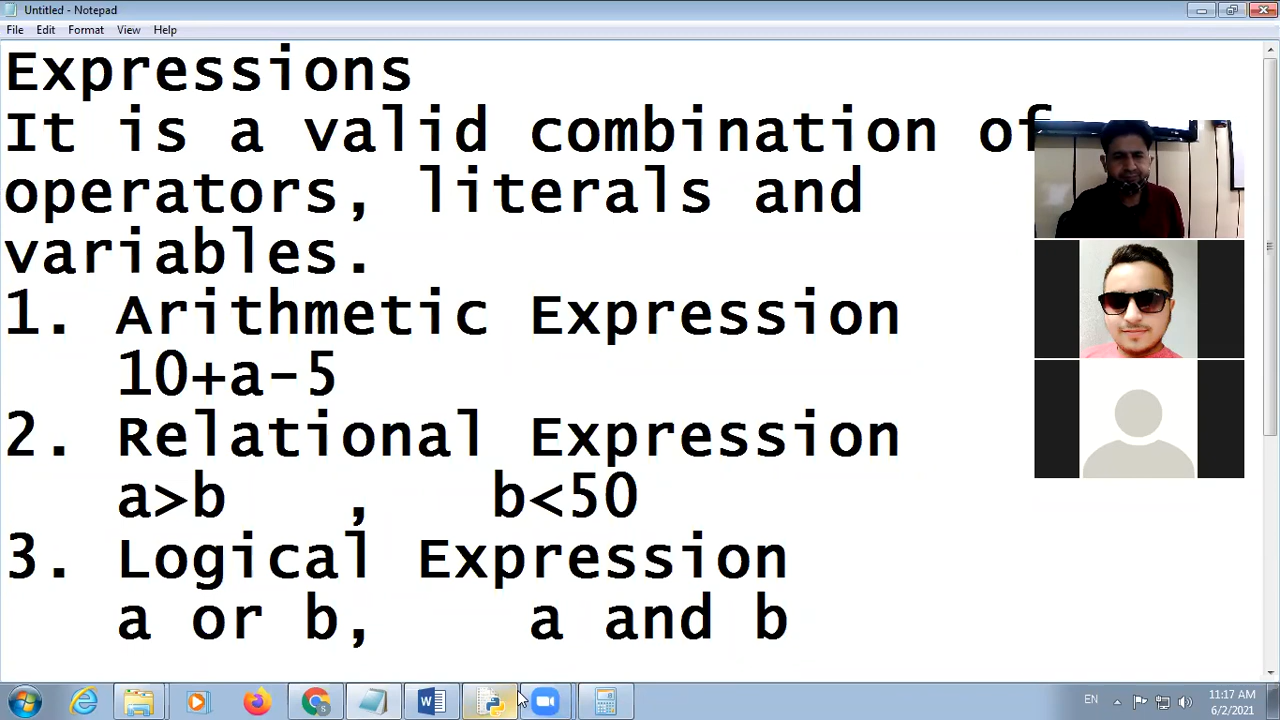 Untitled - Notepad
File Edit Format View Help
Expressions
It is a valid combination of
operators, literals and
variables.
1. Arithmetic Expression
10+a-5
2. Relational Expression
a>b , b<50
3. Logical Expression
a or b, a and b
EN
11:17 AM
6/2/2021